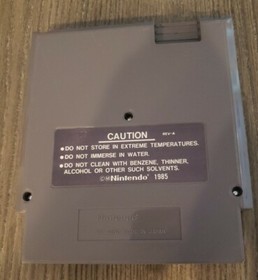 CAUTION REV-A
•DO NOT STORE IN EXTREME TEMPERATURES.
•DO NOT IMMERSE IN WATER.
•DO NOT CLEAN WITH BENZENE, THINNER,
ALCOHOL OR OTHER SUCH SOLVENTS.
©®Nintendo® 1985